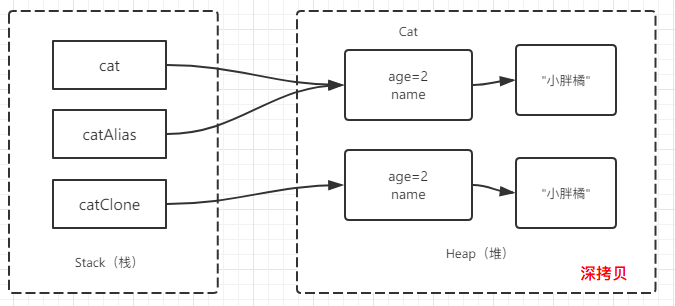 cat
catAlias
catClone
Stack（栈）
Cat
age=2
name
"小胖橘"
age=2
name
"小胖橘"
Heap（堆）
深拷贝